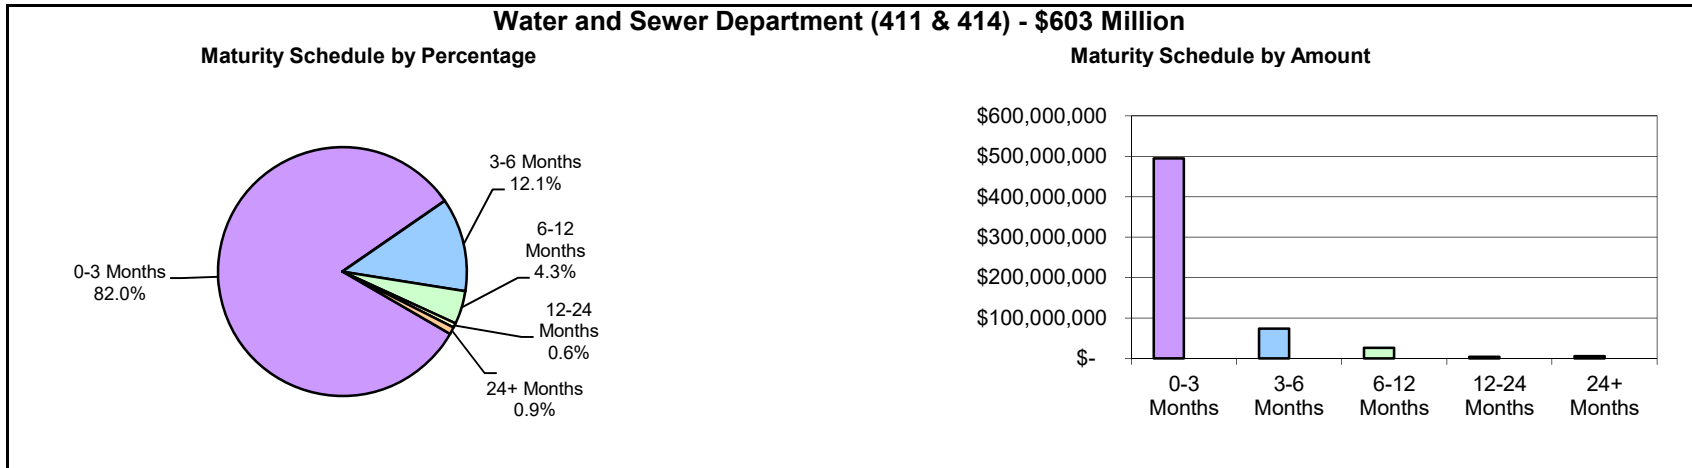 Water and Sewer Department (411 & 414) - $603 Million
Maturity Schedule by Percentage
3-6 Months
12.1%
6-12
Months
4.3%
0-3 Months
82.0%
12-24
Months
0.6%
24+ Months
0.9%
Maturity Schedule by Amount
$600,000,000
$500,000,000
$400,000,000
$300,000,000
$200,000,000
$100,000,000
$-
0-3 3-6 6-12 12-24 24+
Months Months Months Months Months